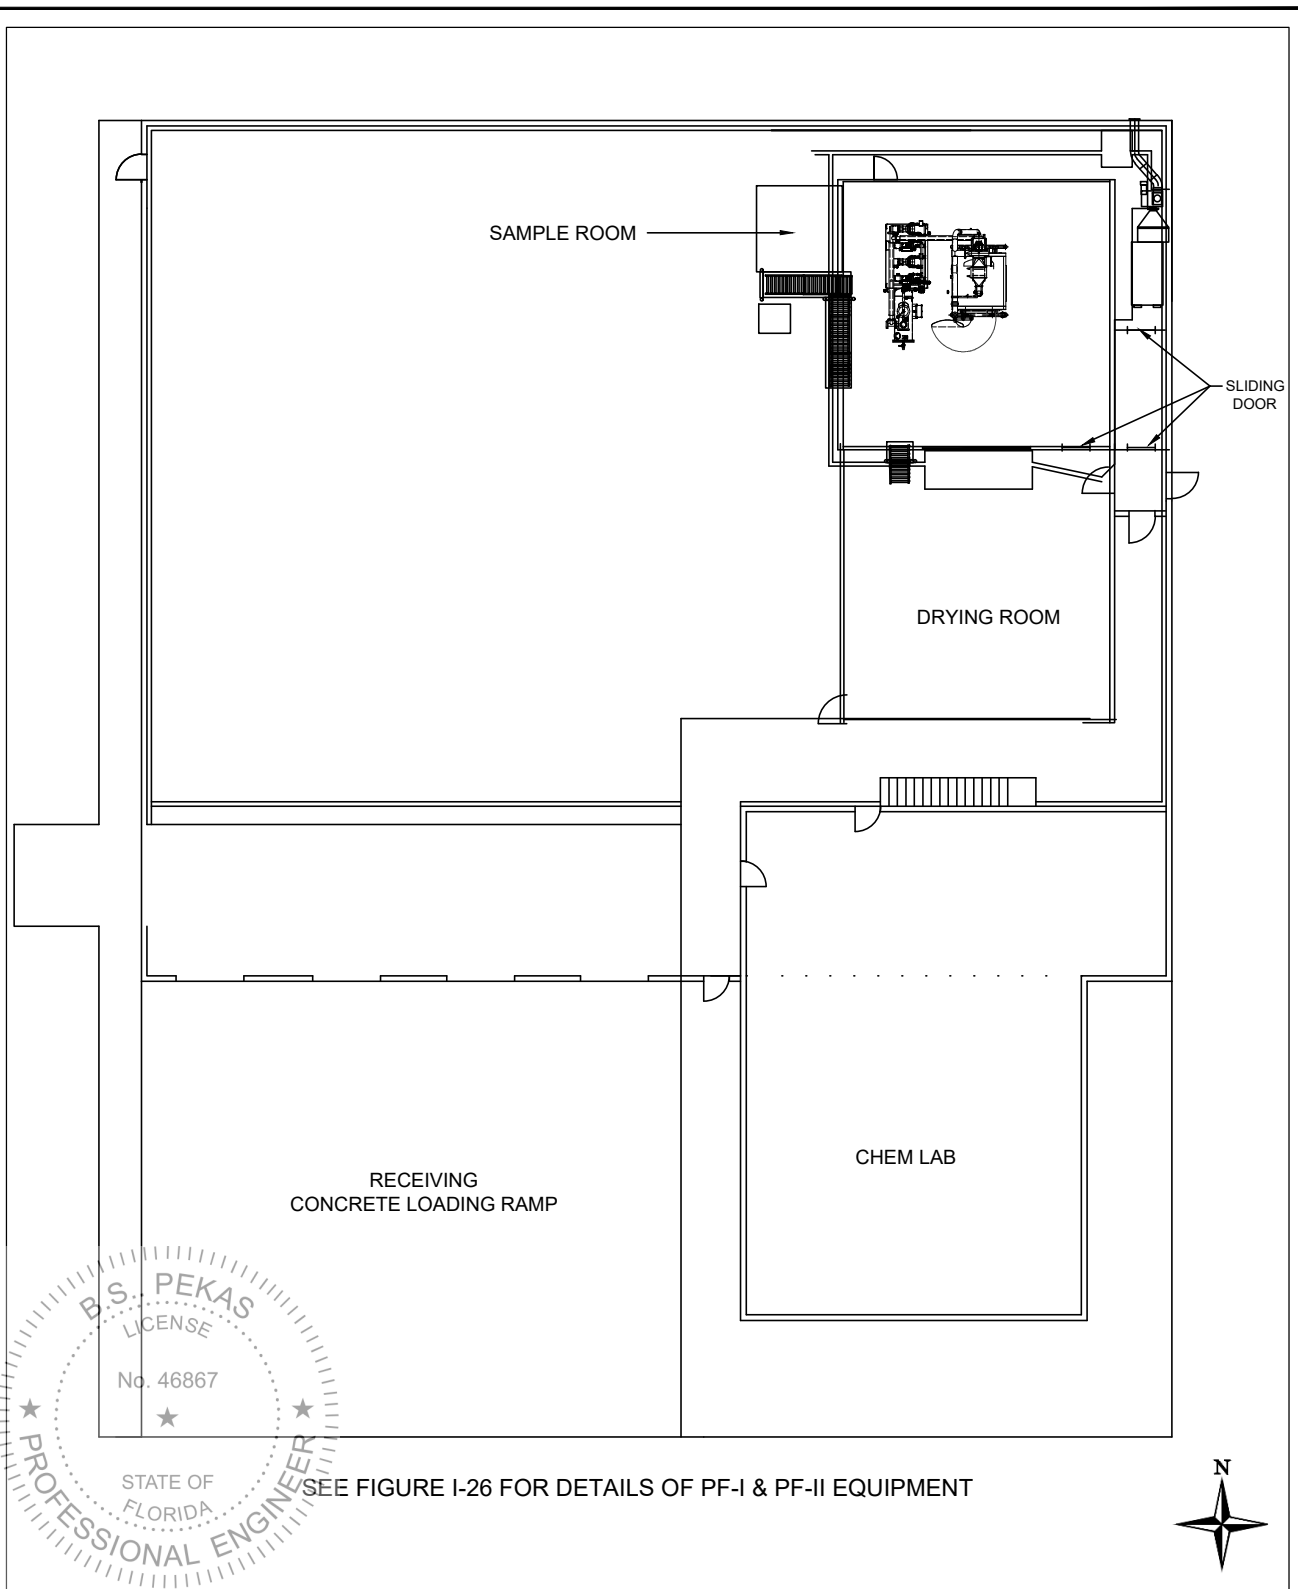 SAMPLE ROOM
SLIDING
DOOR
DRYING ROOM
CHEM LAB
RECEIVING
CONCRETE LOADING RAMP
B.S. PEKAS
LICENSE
No. 46867
STATE OF
FLORIDA
PROFESSIONAL ENGINEER
SEE FIGURE I-26 FOR DETAILS OF PF-I & PF-II EQUIPMENT
N